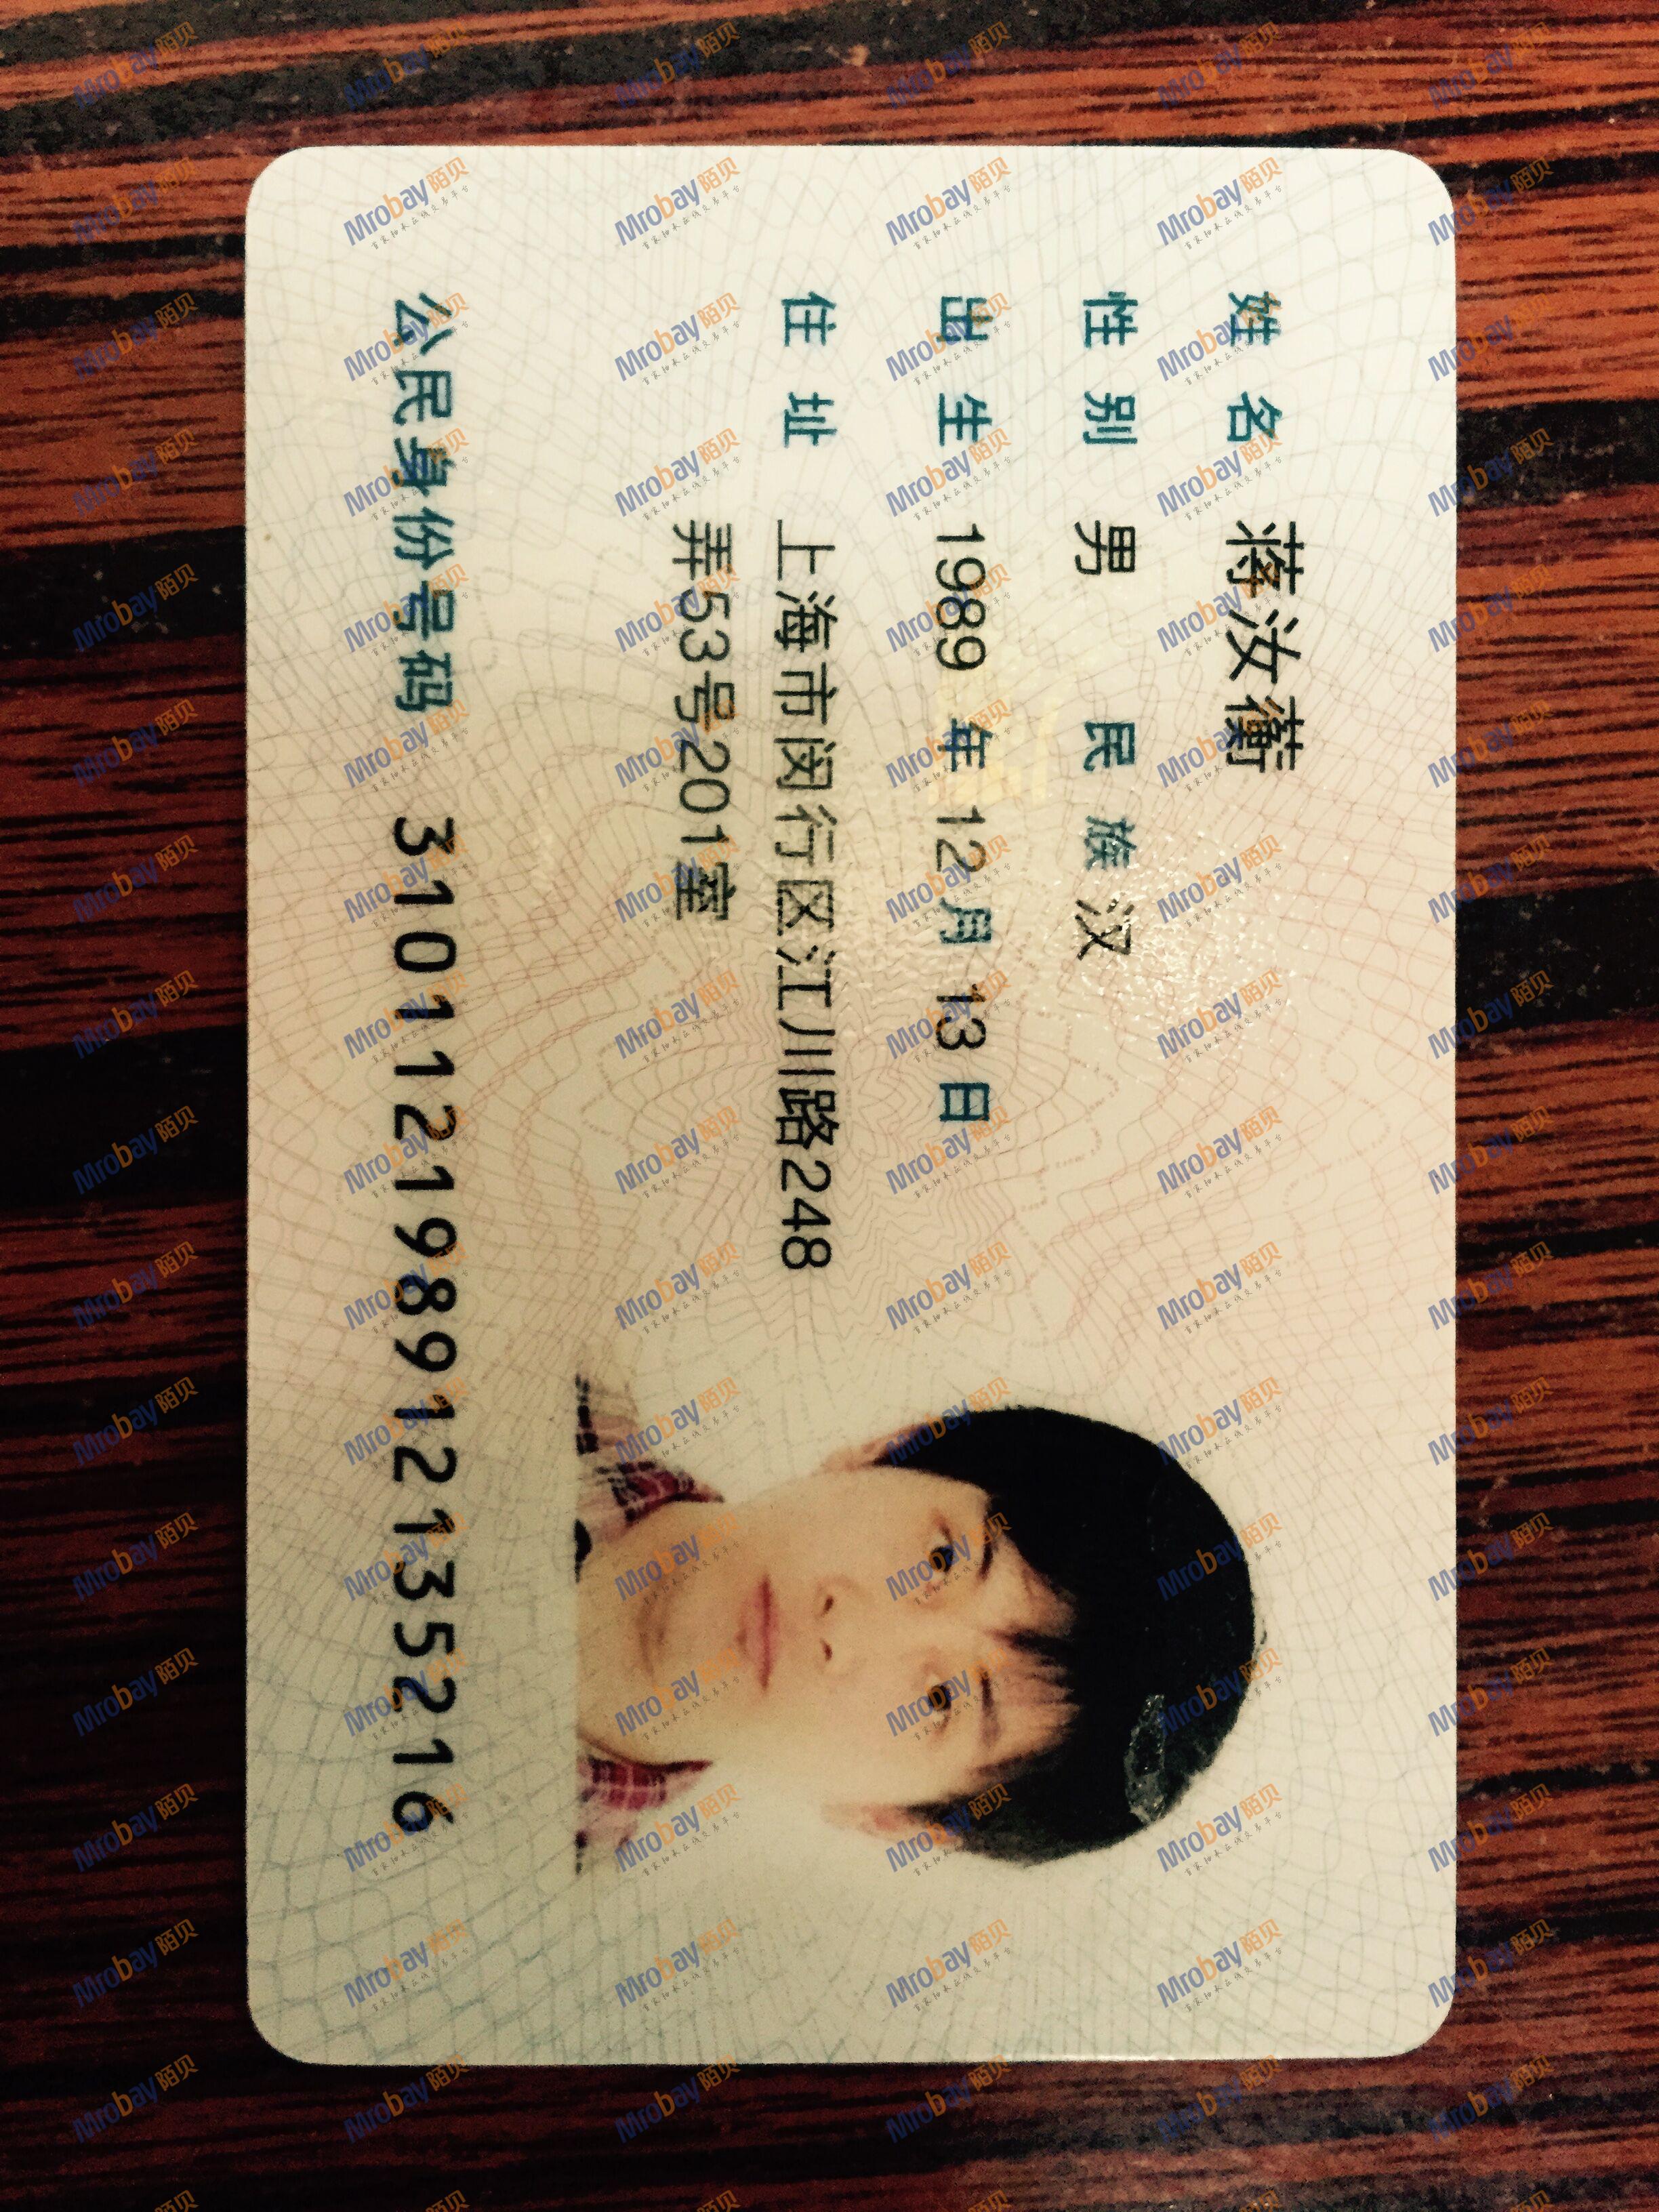 姓名 蒋汝蘅
性别 男 民族 汉
出生 1989 年 12 月 13 日
住址 上海市闵行区江川路248
弄53号201室
公民身份号码 310112198912135216
Mrobay陌贝